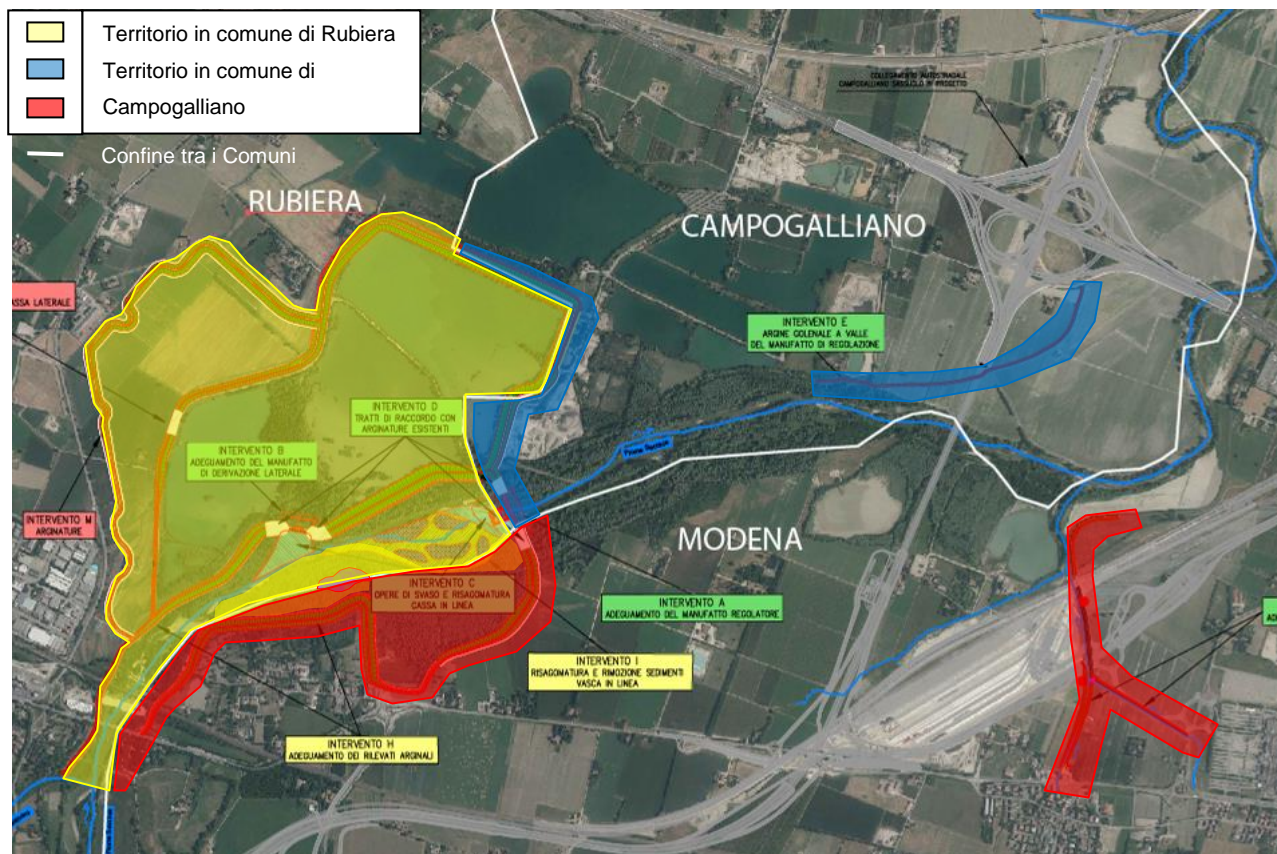 Territorio in comune di Rubiera
Territorio in comune di
Campogalliano
Confine tra i Comuni
COLLEGAMENTO AUTOSTRADALE
CAMPOGALLIANO SASSUOLO IN PROGETTO
RUBIERA
CAMPOGALLIANO
ASSA LATERALE
INTERVENTO E
ARGINE GOLENALE A VALLE
DEL MANUFATTO DI REGOLAZIONE
INTERVENTO D
TRATTI DI RACCORDO CON
ARGINATURE ESISTENTI
INTERVENTO B
ADEGUAMENTO DEL MANUFATTO
DI DERIVAZIONE LATERALE
INTERVENTO M
ARGINATURE
MODENA
INTERVENTO C
OPERE DI SVASO E RISAGOMATURA
CASSA IN LINEA
INTERVENTO A
ADEGUAMENTO DEL MANUFATTO REGOLATORE
INTERVENTO I
RISAGOMATURA E RIMOZIONE SEDIMENTI
VASCA IN LINEA
INTERVENTO H
ADEGUAMENTO DEI RILEVATI ARGINALI